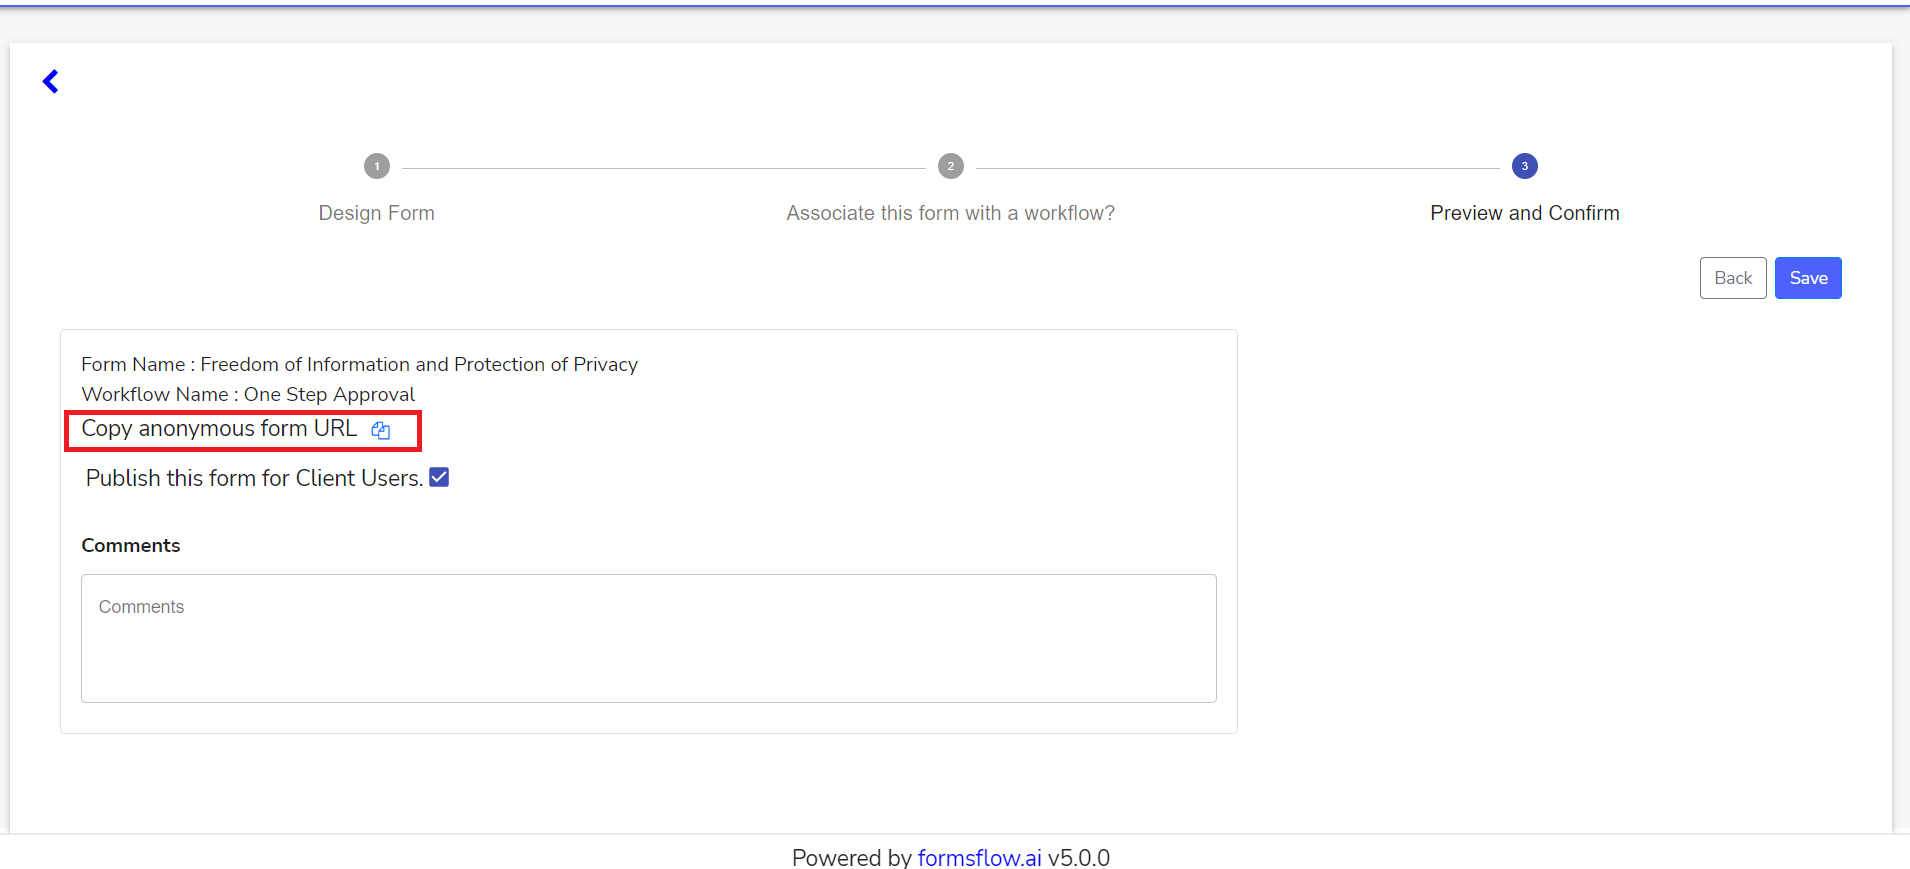 1
2
3
Design Form
Associate this form with a workflow?
Preview and Confirm
Back
Save
Form Name : Freedom of Information and Protection of Privacy
Workflow Name : One Step Approval
Copy anonymous form URL
Publish this form for Client Users.
Comments
Comments
Powered by formsflow.ai v5.0.0